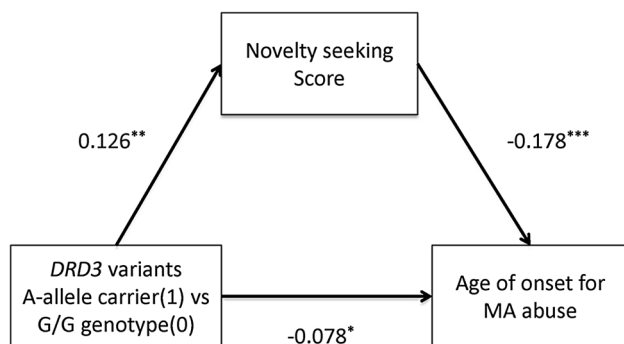 Novelty seeking
Score
0.126**
-0.178***
DRD3 variants
A-allele carrier(1) vs
G/G genotype(0)
Age of onset for
MA abuse
-0.078*